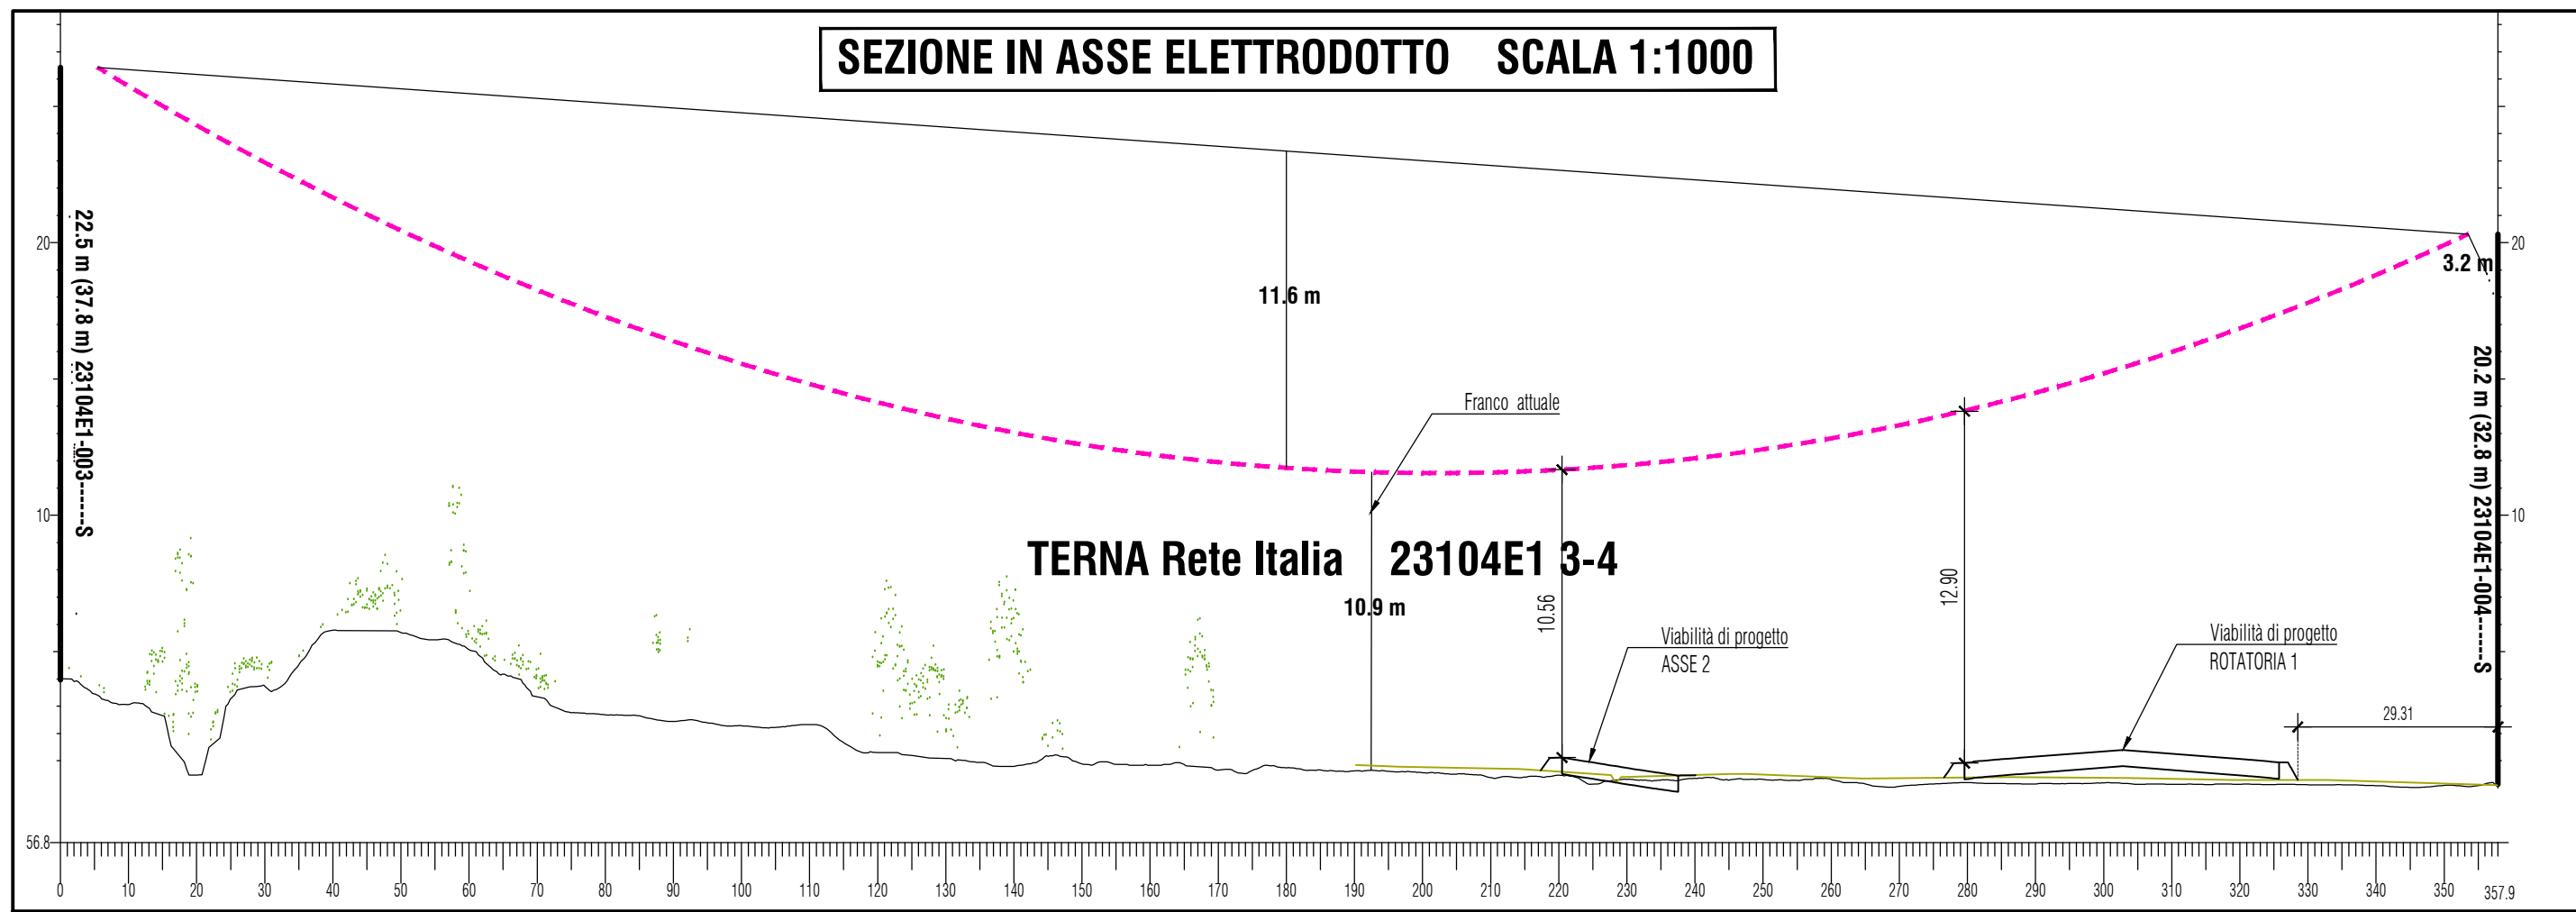 SEZIONE IN ASSE ELETTRODOTTO SCALA 1:1000
22.5 m (37.8 m) 23104E1-003-------S
20
20
3.2 m
11.6 m
20.2 m (32.8 m) 23104E1-004------S
Franco attuale
10
10
TERNA Rete Italia 23104E1 3-4
10.9 m
10.56
12.90
Viabilità di progetto
ASSE 2
Viabilità di progetto
ROTATORIA 1
29.31
56.8
0 10 20 30 40 50 60 70 80 90 100 110 120 130 140 150 160 170 180 190 200 210 220 230 240 250 260 270 280 290 300 310 320 330 340 350 357.9